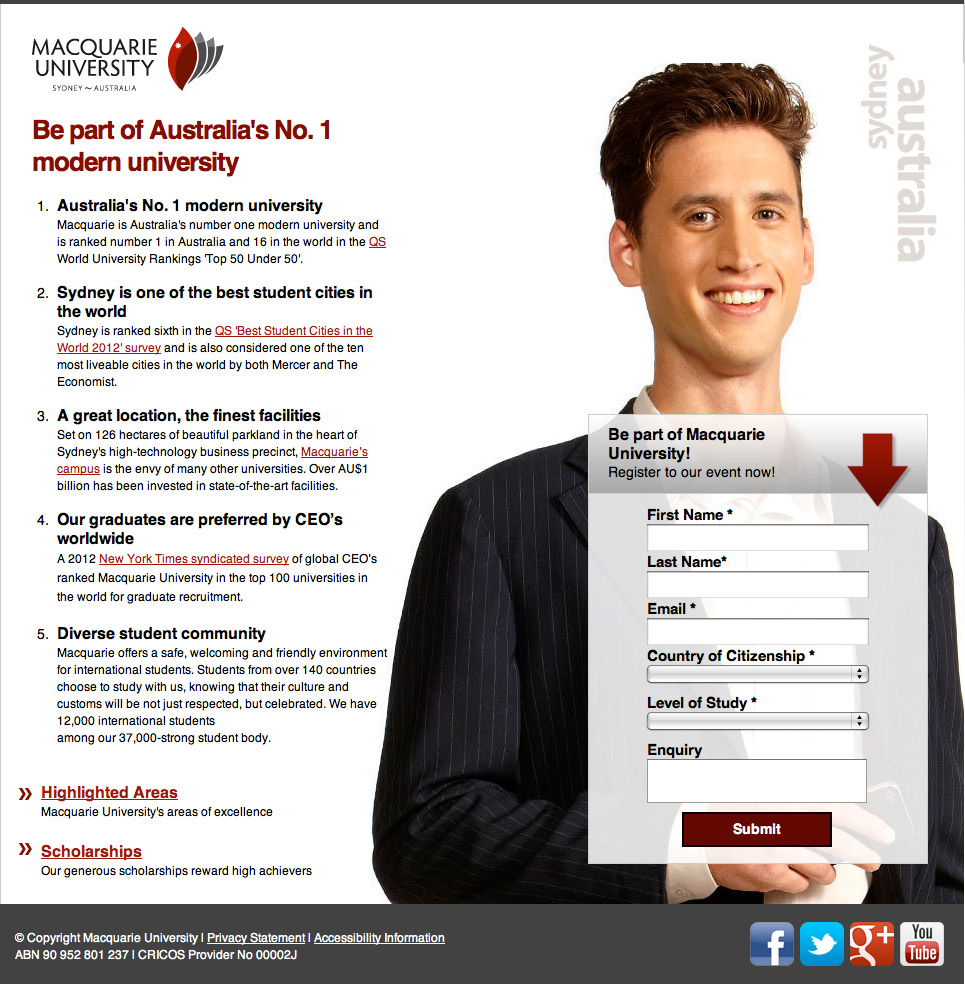 MACQUARIE
UNIVERSITY
SYDNEY ~ AUSTRALIA
sydney
australia
Be part of Australia's No. 1
modern university
1. Australia's No. 1 modern university
Macquarie is Australia's number one modern university and
is ranked number 1 in Australia and 16 in the world in the QS
World University Rankings 'Top 50 Under 50'.
2. Sydney is one of the best student cities in
the world
Sydney is ranked sixth in the QS 'Best Student Cities in the
World 2012' survey and is also considered one of the ten
most liveable cities in the world by both Mercer and The
Economist.
3. A great location, the finest facilities
Set on 126 hectares of beautiful parkland in the heart of
Sydney's high-technology business precinct, Macquarie's
campus is the envy of many other universities. Over AU$1
billion has been invested in state-of-the-art facilities.
4. Our graduates are preferred by CEO’s
worldwide
A 2012 New York Times syndicated survey of global CEO's
ranked Macquarie University in the top 100 universities in
the world for graduate recruitment.
5. Diverse student community
Macquarie offers a safe, welcoming and friendly environment
for international students. Students from over 140 countries
choose to study with us, knowing that their culture and
customs will be not just respected, but celebrated. We have
12,000 international students
among our 37,000-strong student body.
» Highlighted Areas
Macquarie University's areas of excellence
» Scholarships
Our generous scholarships reward high achievers
Be part of Macquarie
University!
Register to our event now!
First Name *
Last Name*
Email *
Country of Citizenship *
Level of Study *
Enquiry
Submit
© Copyright Macquarie University | Privacy Statement | Accessibility Information
ABN 90 952 801 237 | CRICOS Provider No 00002J
f
g+
You
Tube